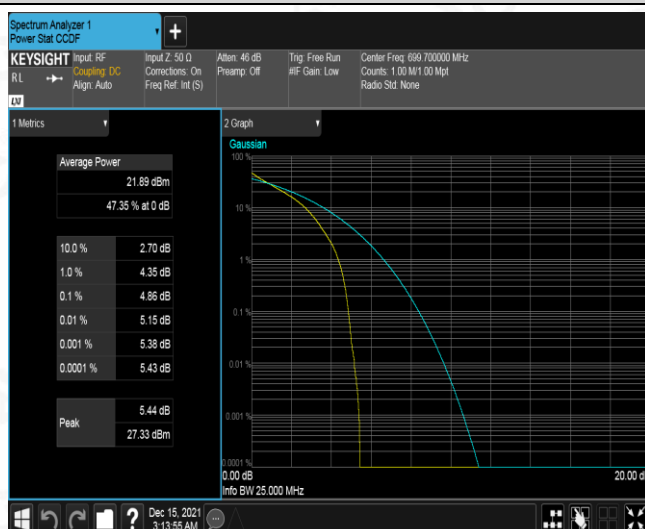 Spectrum Analyzer 1
Power Stat CCDF
+
KEYSIGHT
Input: RF
Input Z: 50 Ω
Atten: 46 dB
Trig: Free Run
Center Freq: 699.700000 MHz
RL
Coupling: DC
Corrections: On
Preamp: Off
#IF Gain: Low
Counts: 1.00 M/1.00 Mpt
Align: Auto
Freq Ref: Int (S)
Radio Std: None
LXI
1 Metrics
2 Graph
Gaussian
Average Power
21.89 dBm
47.35 % at 0 dB
10.0 % 2.70 dB
1.0 % 4.35 dB
0.1 % 4.86 dB
0.01 % 5.15 dB
0.001 % 5.38 dB
0.0001 % 5.43 dB
Peak
5.44 dB
27.33 dBm
100 %
10 %
1 %
0.1 %
0.01 %
0.001 %
0.0001 %
0.00 dB
20.00 d
Info BW 25.000 MHz
?
Dec 15, 2021
3:13:55 AM